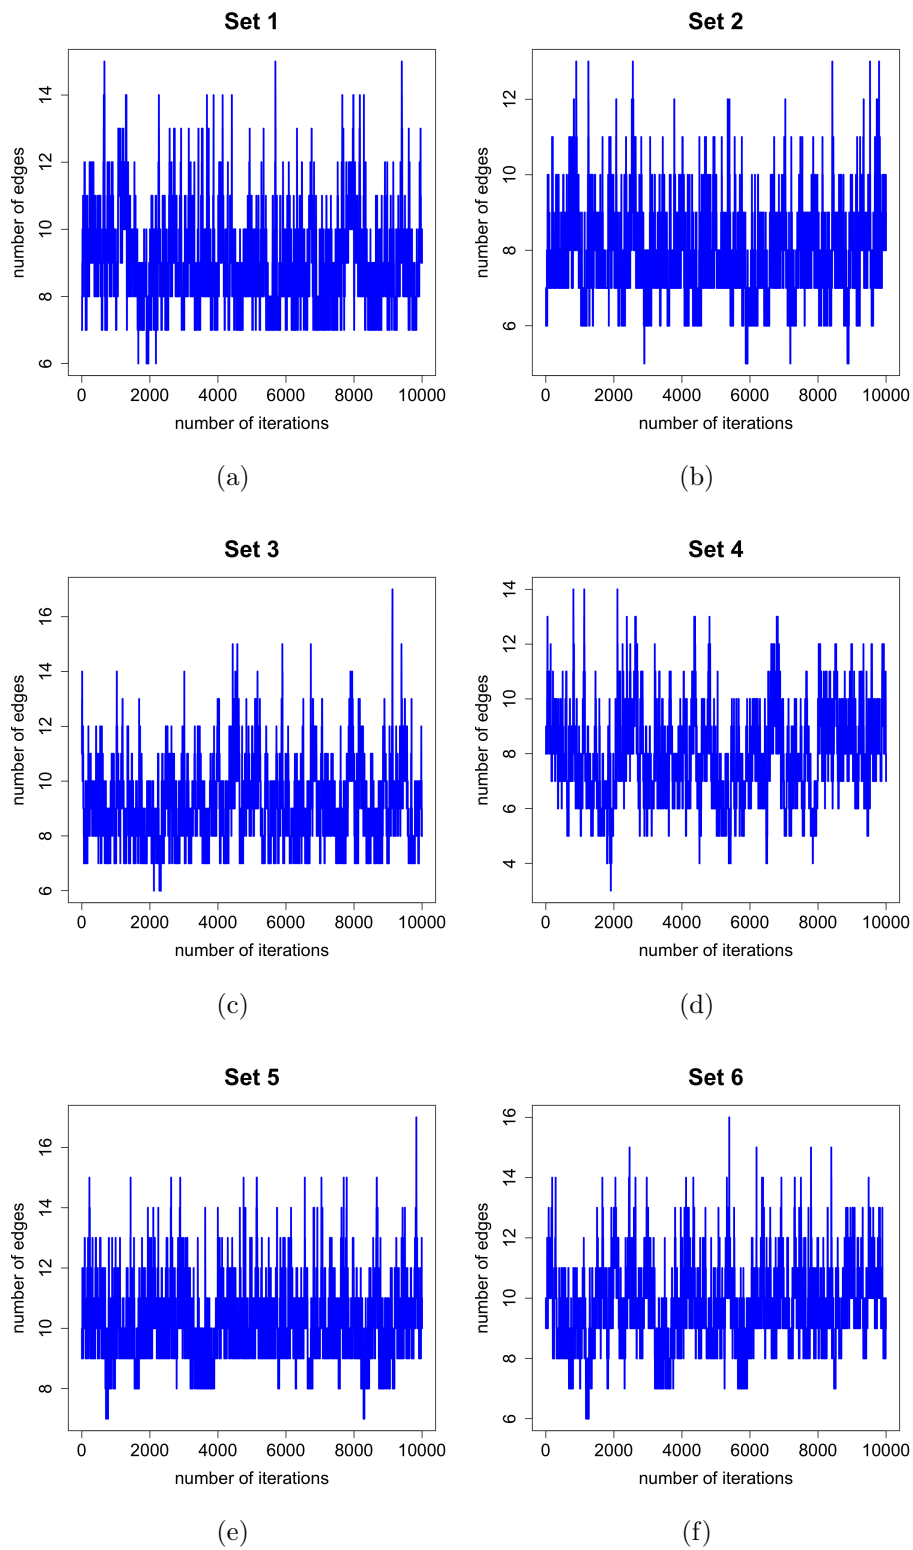 Set 1
number of edges
14
12
10
8
6
0 2000 4000 6000 8000 10000
number of iterations
(a)
Set 2
number of edges
12
10
8
6
0 2000 4000 6000 8000 10000
number of iterations
(b)
Set 3
number of edges
16
14
12
10
8
6
0 2000 4000 6000 8000 10000
number of iterations
(c)
Set 4
number of edges
14
12
10
8
6
4
0 2000 4000 6000 8000 10000
number of iterations
(d)
Set 5
number of edges
16
14
12
10
8
0 2000 4000 6000 8000 10000
number of iterations
(e)
Set 6
number of edges
16
14
12
10
8
6
0 2000 4000 6000 8000 10000
number of iterations
(f)